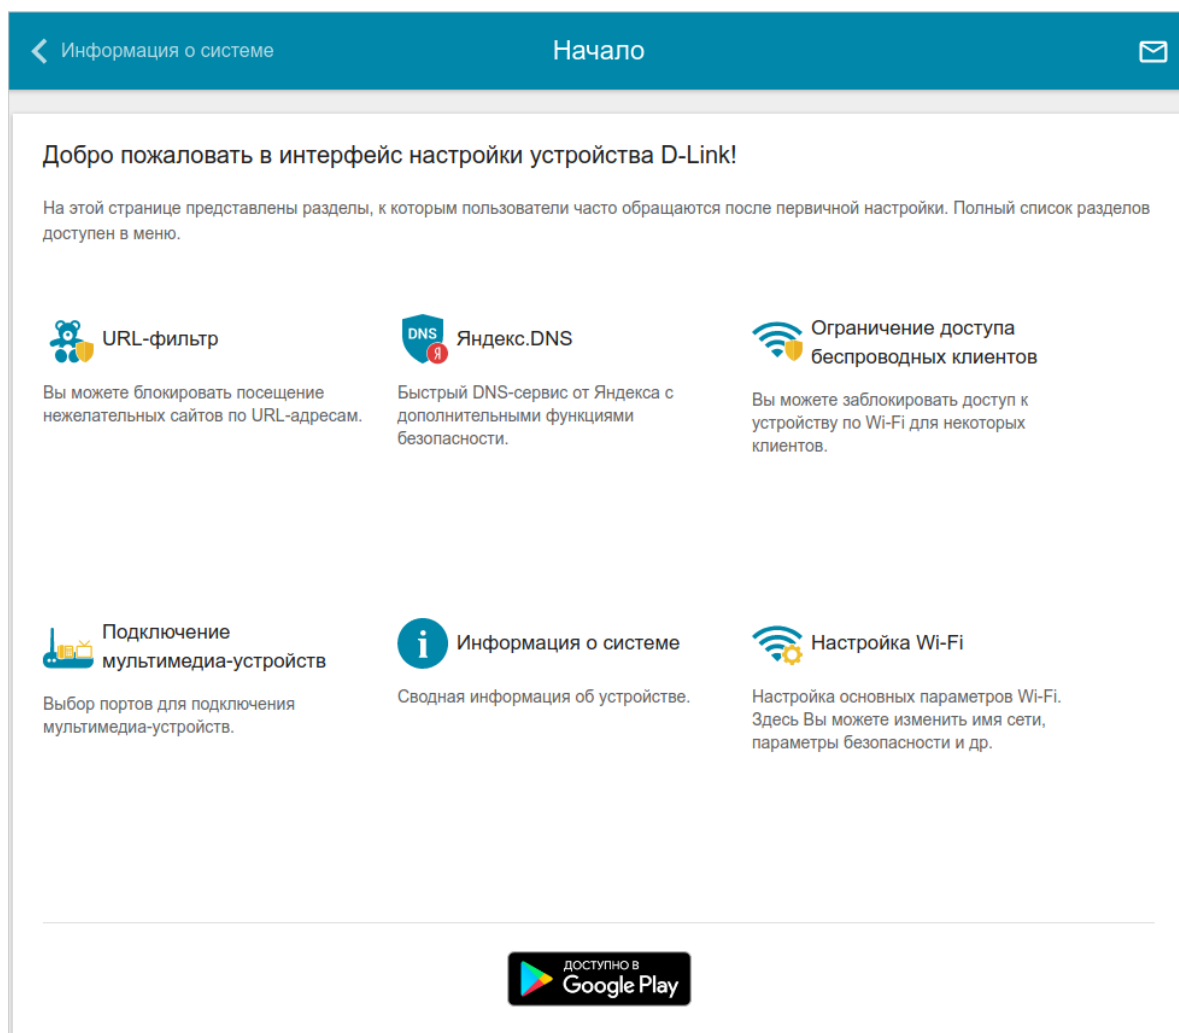 Информация о системе
Начало
Добро пожаловать в интерфейс настройки устройства D-Link!
На этой странице представлены разделы, к которым пользователи часто обращаются после первичной настройки. Полный список разделов
доступен в меню.
URL-фильтр
Вы можете блокировать посещение
нежелательных сайтов по URL-адресам.
DNS
Я
Яндекс.DNS
Быстрый DNS-сервис от Яндекса с
дополнительными функциями
безопасности.
Ограничение доступа
беспроводных клиентов
Вы можете заблокировать доступ к
устройству по Wi-Fi для некоторых
клиентов.
Подключение
мультимедиа-устройств
Выбор портов для подключения
мультимедиа-устройств.
i
Информация о системе
Сводная информация об устройстве.
Настройка Wi-Fi
Настройка основных параметров Wi-Fi.
Здесь Вы можете изменить имя сети,
параметры безопасности и др.
ДОСТУПНО В
Google Play